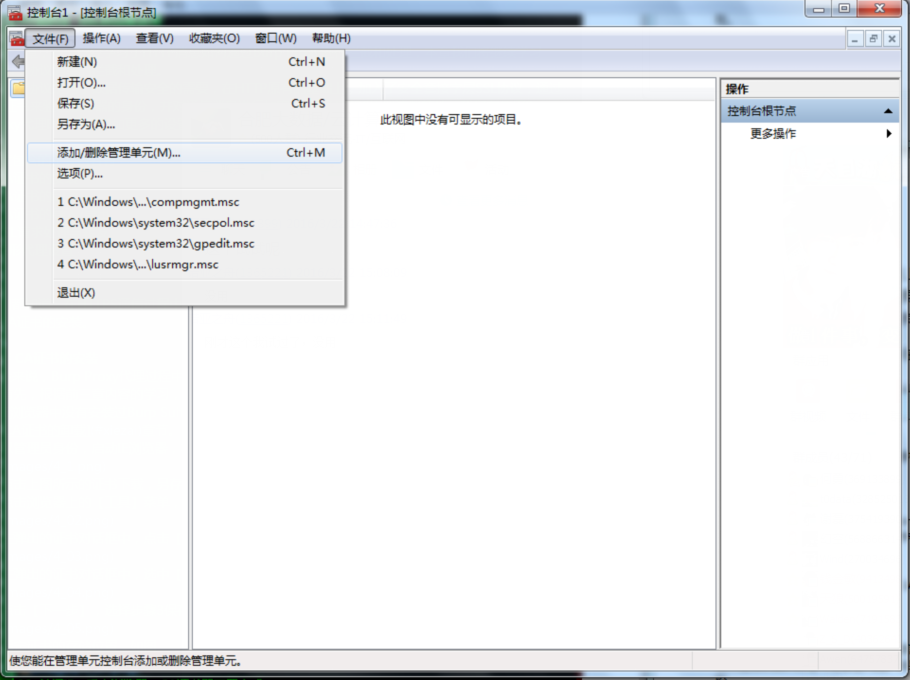 控制台1 - [控制台根节点]
文件(F) 操作(A) 查看(V) 收藏夹(O) 窗口(W) 帮助(H)
新建(N) Ctrl+N
打开(O)... Ctrl+O
保存(S) Ctrl+S
另存为(A)...
添加/删除管理单元(M)... Ctrl+M
选项(P)...
1 C:\Windows\...\compmgmt.msc
2 C:\Windows\system32\secpol.msc
3 C:\Windows\system32\gpedit.msc
4 C:\Windows\...\lusrmgr.msc
退出(X)
此视图中没有可显示的项目。
操作
控制台根节点
更多操作
使您能在管理单元控制台添加或删除管理单元。